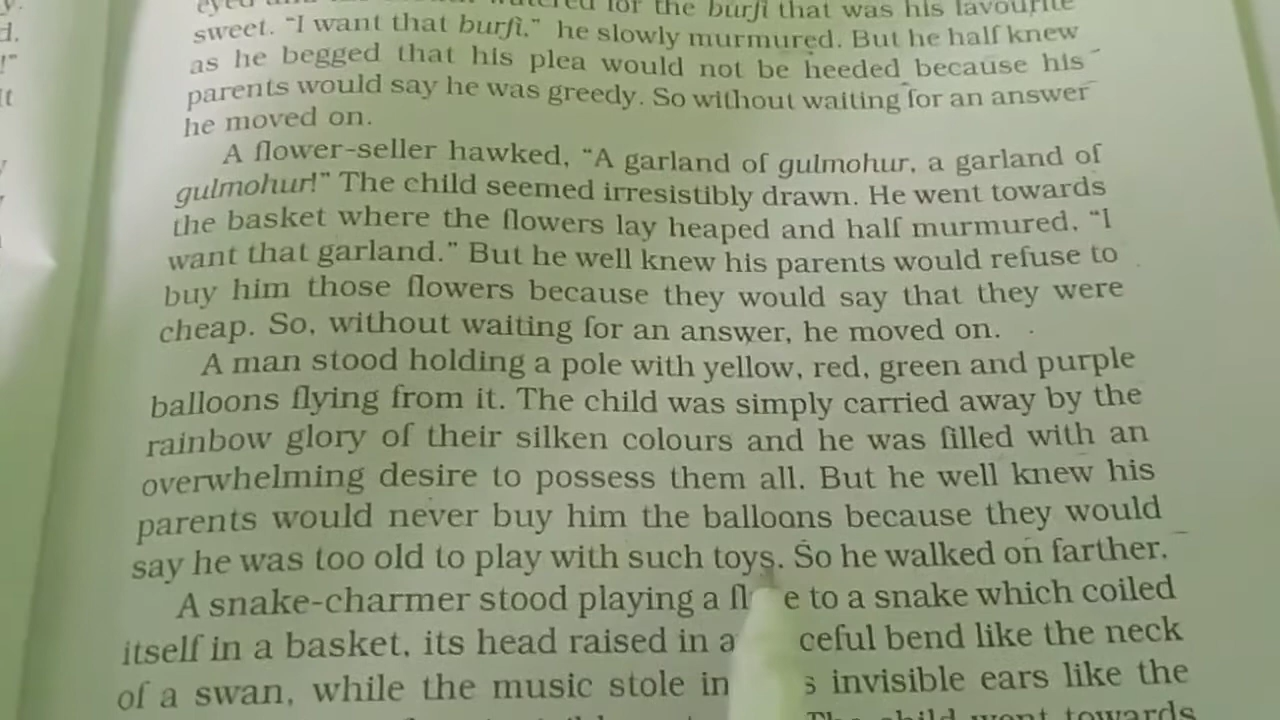 for the burfi that was his favourite
sweet. “I want that burfi,” he slowly murmured. But he half knew
as he begged that his plea would not be heeded because his
parents would say he was greedy. So without waiting for an answer
he moved on.
A flower-seller hawked, “A garland of gulmohur, a garland of
gulmohur!” The child seemed irresistibly drawn. He went towards
the basket where the flowers lay heaped and half murmured, “I
want that garland.” But he well knew his parents would refuse to
buy him those flowers because they would say that they were
cheap. So, without waiting for an answer, he moved on.
A man stood holding a pole with yellow, red, green and purple
balloons flying from it. The child was simply carried away by the
rainbow glory of their silken colours and he was filled with an
overwhelming desire to possess them all. But he well knew his
parents would never buy him the balloons because they would
say he was too old to play with such toys. So he walked on farther.
A snake-charmer stood playing a to a snake which coiled
itself in a basket, its head raised in a bend like the neck
of a swan, while the music stole in invisible ears like the
child went towards